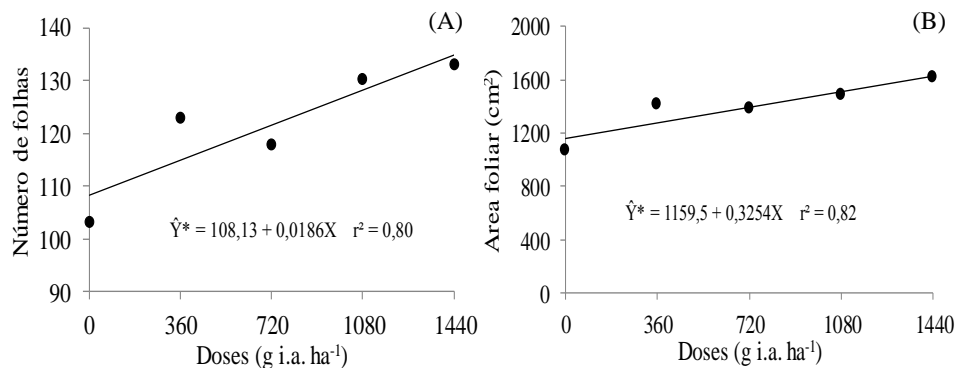 (A)
Número de folhas
140
130
120
110
100
90
Ŷ* = 108,13 + 0,0186X r² = 0,80
0 360 720 1080 1440
Doses (g i.a. ha⁻¹)
(B)
Area foliar (cm²)
2000
1600
1200
800
400
0
Ŷ* = 1159,5 + 0,3254X r² = 0,82
0 360 720 1080 1440
Doses (g i.a. ha⁻¹)